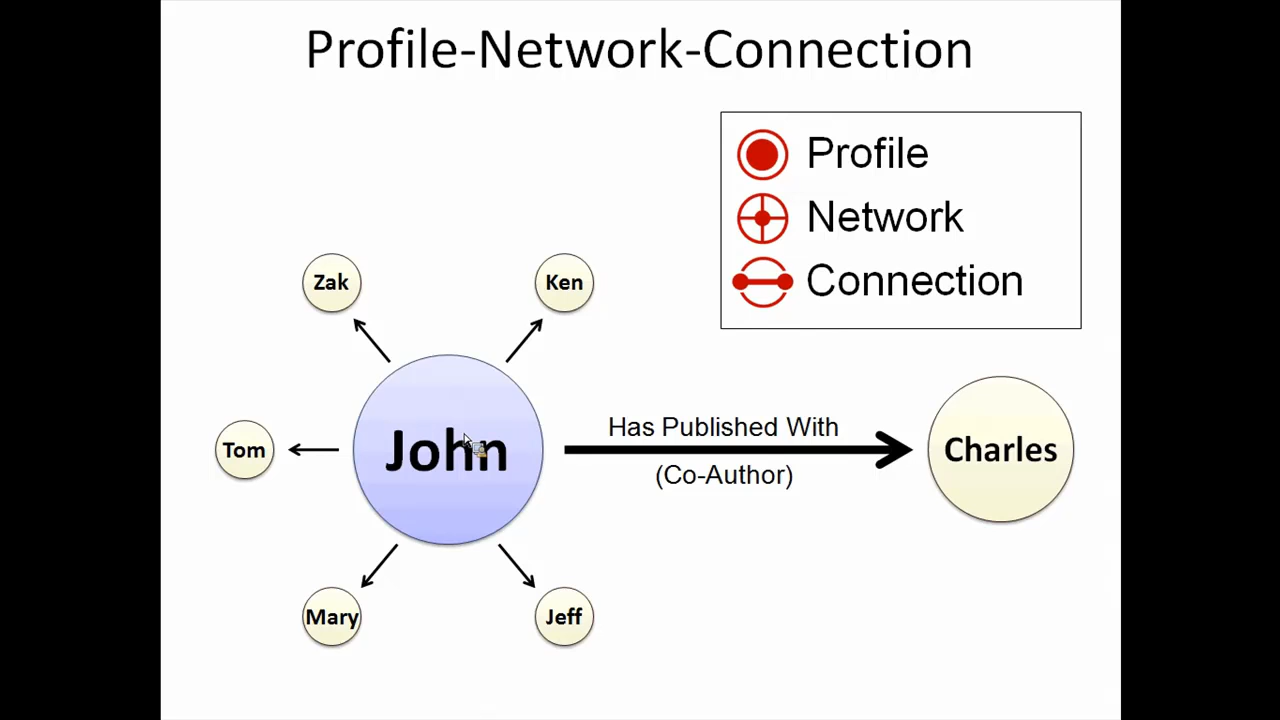 Profile-Network-Connection
Profile
Network
Connection
Zak
Ken
John
Has Published With
(Co-Author)
Charles
Tom
Mary
Jeff